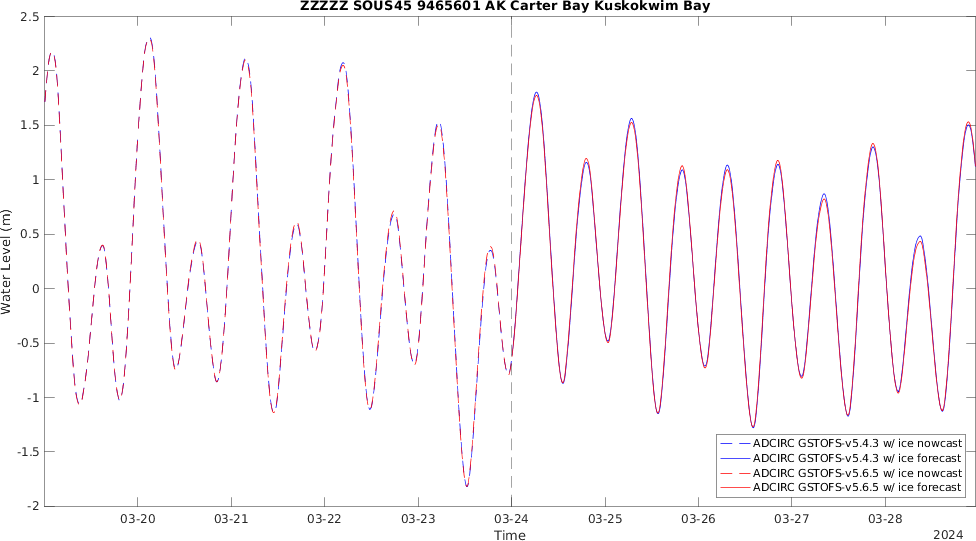 ZZZZZ SOUS45 9465601 AK Carter Bay Kuskokwim Bay
2.5
2
1.5
1
0.5
0
-0.5
-1
-1.5
-2
Water Level (m)
ADCIRC GSTOFS-v5.4.3 w/ ice nowcast
ADCIRC GSTOFS-v5.4.3 w/ ice forecast
ADCIRC GSTOFS-v5.6.5 w/ ice nowcast
ADCIRC GSTOFS-v5.6.5 w/ ice forecast
03-20 03-21 03-22 03-23 03-24 03-25 03-26 03-27 03-28
Time
2024